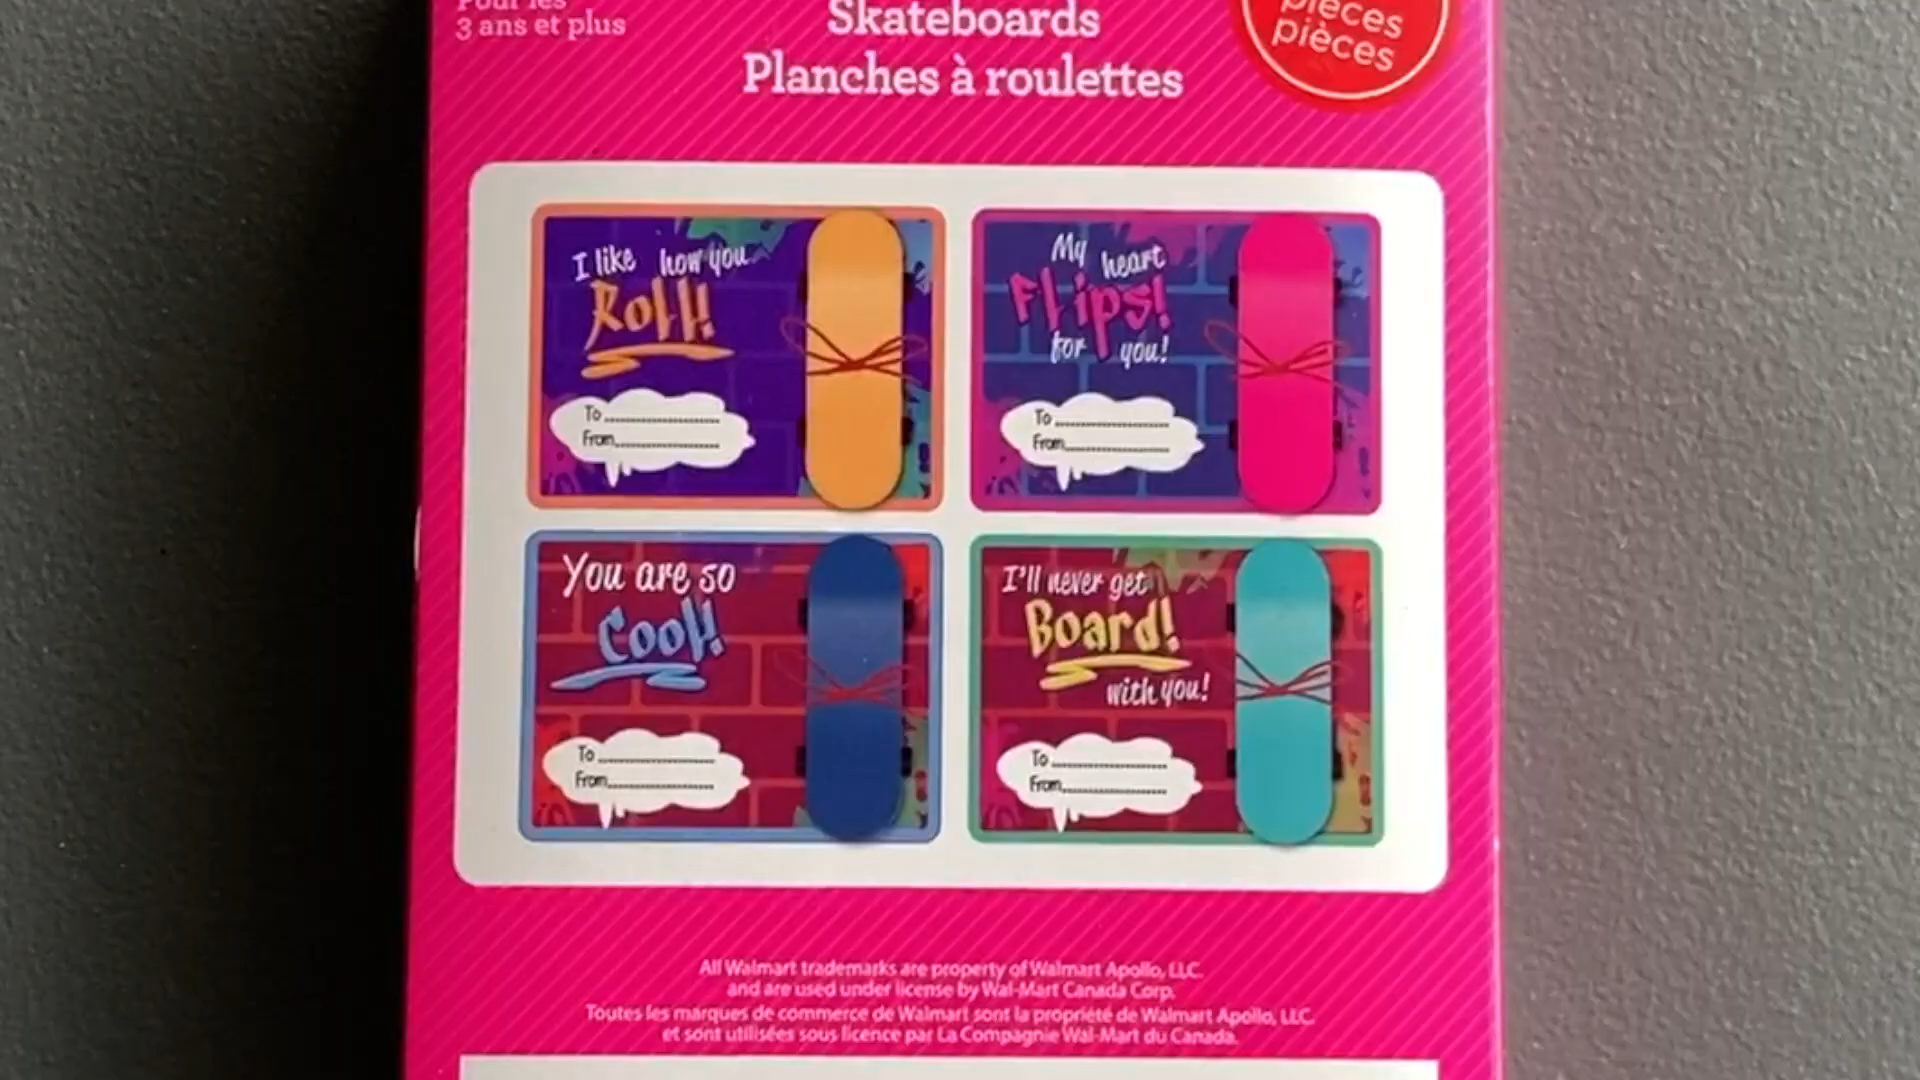 Pour les
3 ans et plus
Skateboards
Planches à roulettes
pieces
pièces
I like how you
Roll!
To
From
My heart
Flips!
for you!
To
From
You are so
Cool!
To
From
I'll never get
Board!
with you!
To
From
All Walmart trademarks are property of Walmart Apollo, LLC.
and are used under license by Wal-Mart Canada Corp.
Toutes les marques de commerce de Walmart sont la propriété de Walmart Apollo, LLC.
et sont utilisées sous licence par La Compagnie Wal-Mart du Canada.